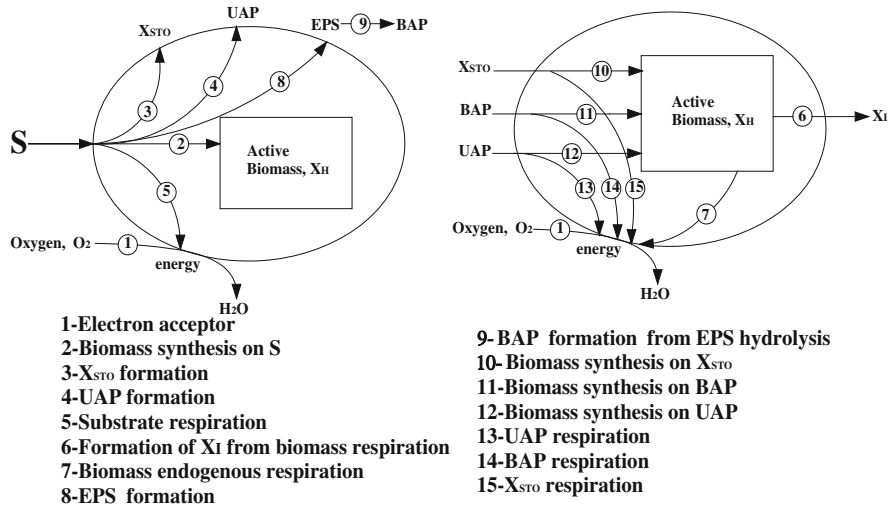 UAP
XSTO
EPS 9 BAP
4
8
3
S
2
Active
Biomass, XH
5
Oxygen, O2 1
energy
H2O
XSTO
10
BAP
11
Active
Biomass, XH
6
XI
UAP
12
13
14
15
7
Oxygen, O2 1
energy
H2O
1-Electron acceptor
2-Biomass synthesis on S
3-XSTO formation
4-UAP formation
5-Substrate respiration
6-Formation of XI from biomass respiration
7-Biomass endogenous respiration
8-EPS formation
9-BAP formation from EPS hydrolysis
10-Biomass synthesis on XSTO
11-Biomass synthesis on BAP
12-Biomass synthesis on UAP
13-UAP respiration
14-BAP respiration
15-XSTO respiration